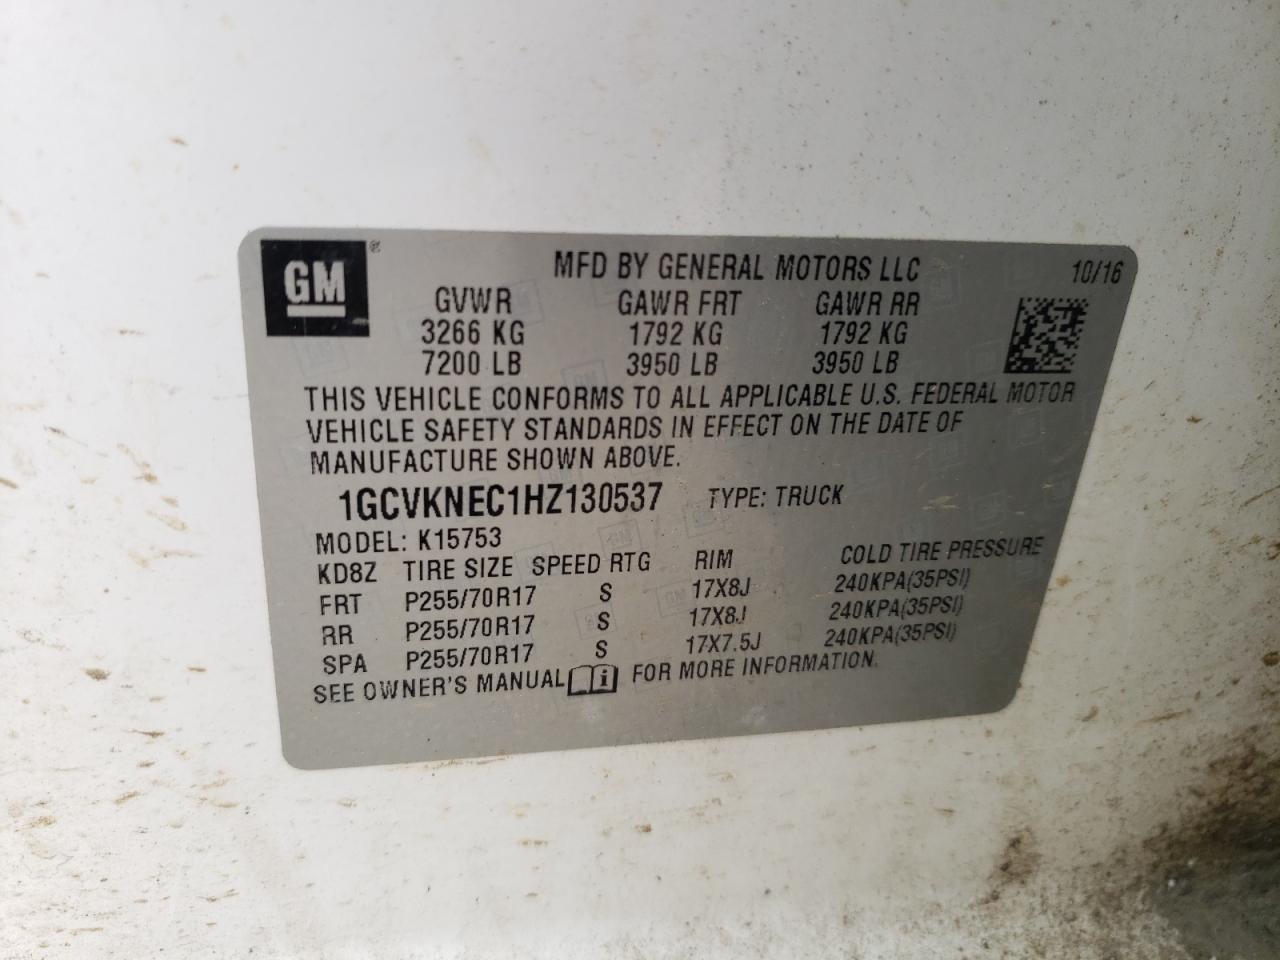 GM ®
MFD BY GENERAL MOTORS LLC 10/16
GVWR GAWR FRT GAWR RR
3266 KG 1792 KG 1792 KG
7200 LB 3950 LB 3950 LB
THIS VEHICLE CONFORMS TO ALL APPLICABLE U.S. FEDERAL MOTOR
VEHICLE SAFETY STANDARDS IN EFFECT ON THE DATE OF
MANUFACTURE SHOWN ABOVE.
1GCVKNEC1HZ130537 TYPE: TRUCK
MODEL: K15753
KD8Z TIRE SIZE SPEED RTG RIM COLD TIRE PRESSURE
FRT P255/70R17 S 17X8J 240KPA(35PSI)
RR P255/70R17 S 17X8J 240KPA(35PSI)
SPA P255/70R17 S 17X7.5J 240KPA(35PSI)
SEE OWNER'S MANUAL i FOR MORE INFORMATION.